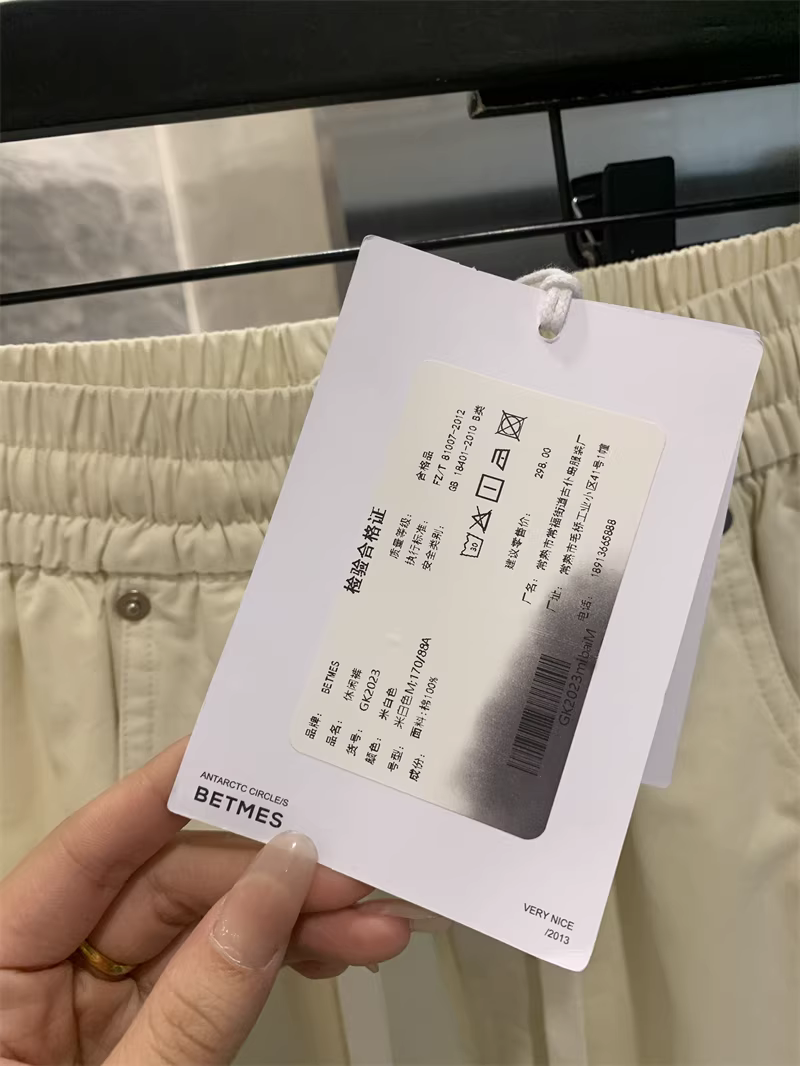 检验合格证
品牌: BETMES
品名: 休闲裤
货号: GK2023
颜色: 米白色
号型: 米白色M:170/88A
成份: 面料:棉100%
质量等级: 合格品
执行标准: FZ/T 81007-2012
安全类别: GB 18401-2010 B类
30
建议零售价: 298.00
厂名: 常熟市常福街道古仆岛服装厂
厂址: 常熟市毛桥工业小区41号1幢
电话: 18913665888
GK2023mibaiM
ANTARCTC CIRCLE/S
BETMES
VERY NICE
/2013